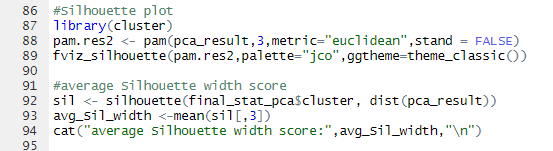 86 #Silhouette plot
87 library(cluster)
88 pam.res2 <- pam(pca_result,3,metric="euclidean",stand = FALSE)
89 fviz_silhouette(pam.res2,palette="jco",ggtheme=theme_classic())
90
91 #average Silhouette width score
92 sil <- silhouette(final_stat_pca$cluster, dist(pca_result))
93 avg_Sil_width <-mean(sil[,3])
94 cat("average Silhouette width score:",avg_Sil_width,"\n")
95